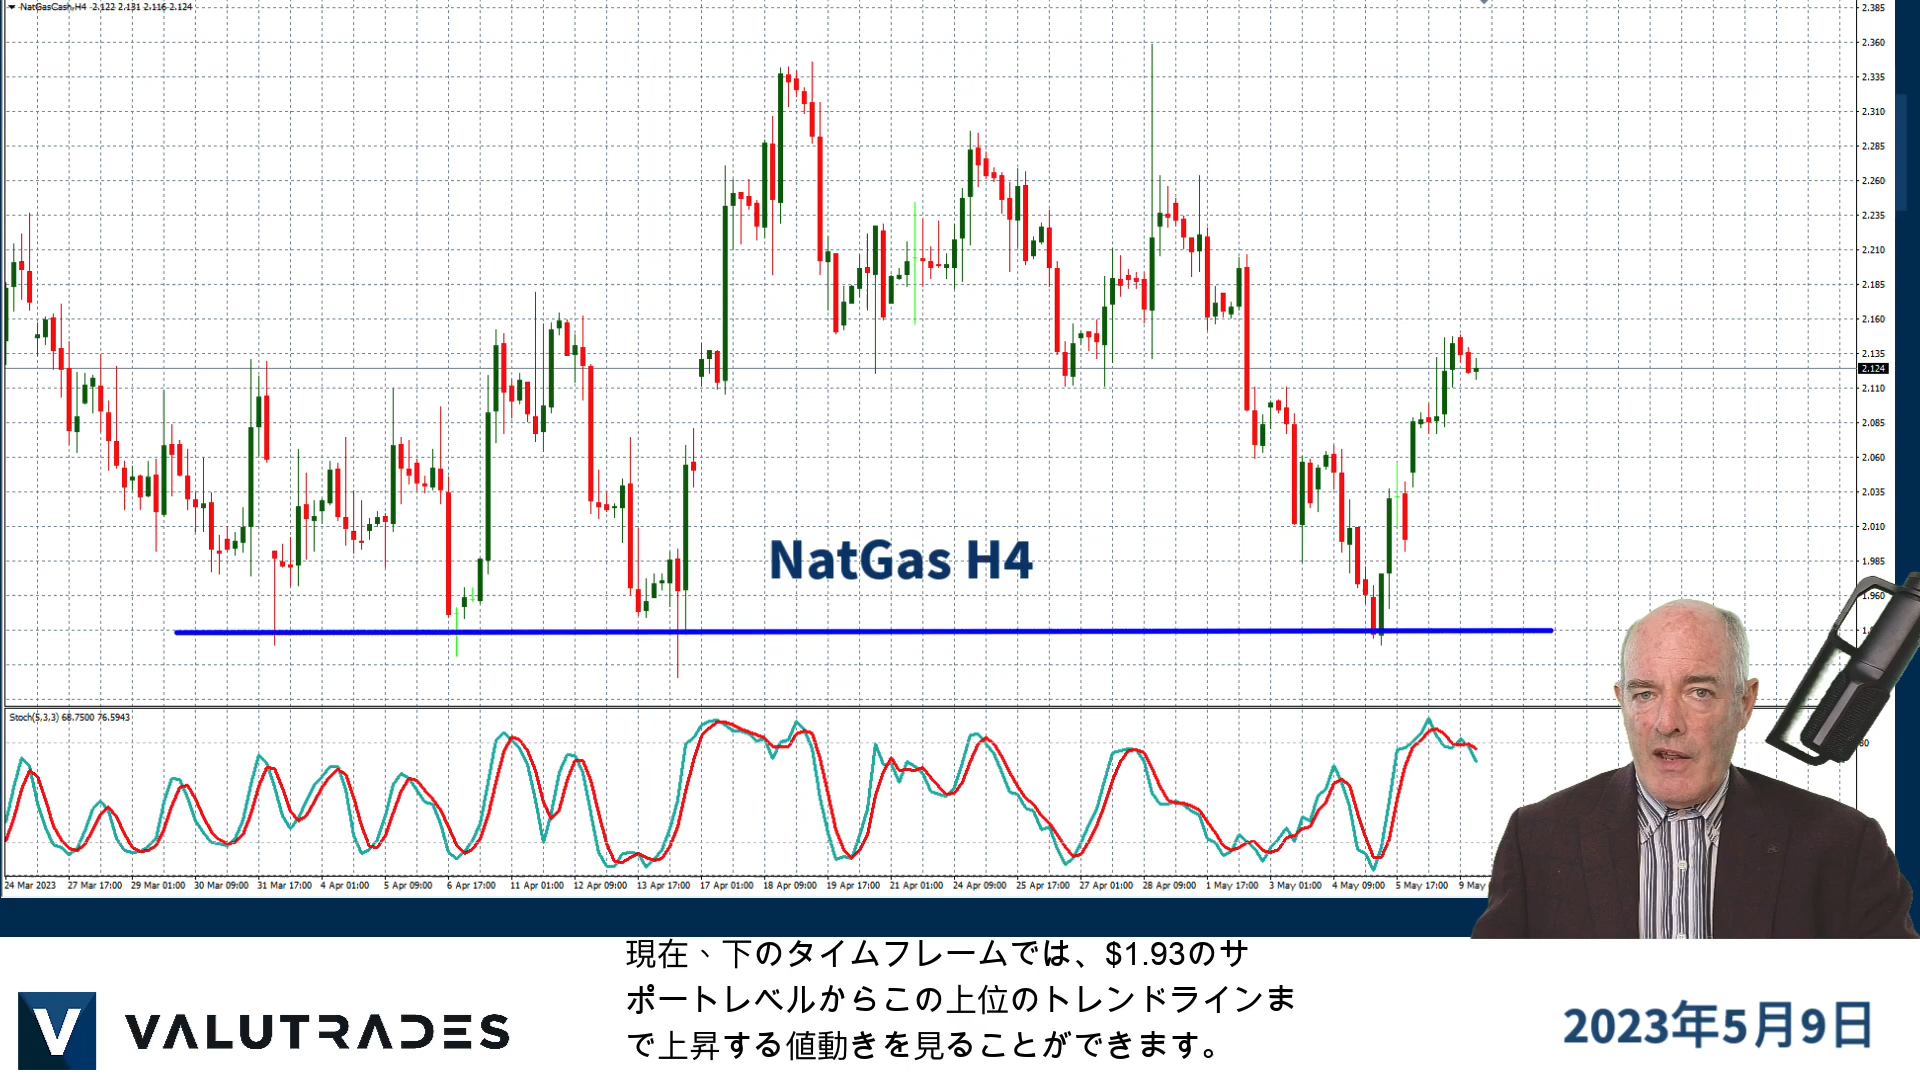 NatGasCash,H4 2.122 2.131 2.116 2.124
2.385
2.360
2.335
2.310
2.285
2.260
2.235
2.210
2.185
2.160
2.135
2.124
2.110
2.085
2.060
2.035
2.010
1.985
1.960
NatGas H4
Stoch(5,3,3) 68.7500 76.5943
24 Mar 2023 27 Mar 17:00 29 Mar 01:00 30 Mar 09:00 31 Mar 17:00 4 Apr 01:00 5 Apr 09:00 6 Apr 17:00 11 Apr 01:00 12 Apr 09:00 13 Apr 17:00 17 Apr 01:00 18 Apr 09:00 19 Apr 17:00 21 Apr 01:00 24 Apr 09:00 25 Apr 17:00 27 Apr 01:00 28 Apr 09:00 1 May 17:00 3 May 01:00 4 May 09:00 5 May 17:00 9 May
現在、下のタイムフレームでは、$1.93のサ
ポートレベルからこの上位のトレンドラインま
で上昇する値動きを見ることができます。
VALUTRADES
2023年5月9日